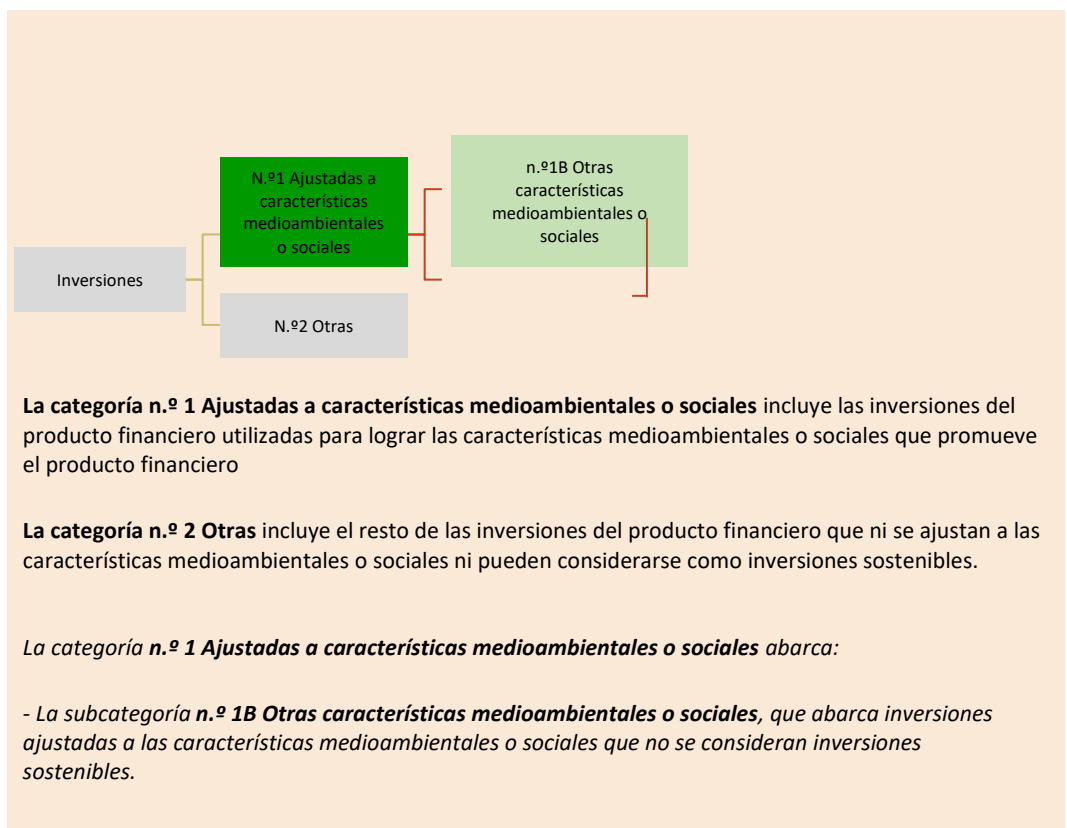 N.º1 Ajustadas a
características
medioambientales
o sociales
n.º1B Otras
características
medioambientales o
sociales
Inversiones
N.º2 Otras
La categoría n.º 1 Ajustadas a características medioambientales o sociales incluye las inversiones del
producto financiero utilizadas para lograr las características medioambientales o sociales que promueve
el producto financiero
La categoría n.º 2 Otras incluye el resto de las inversiones del producto financiero que ni se ajustan a las
características medioambientales o sociales ni pueden considerarse como inversiones sostenibles.
La categoría n.º 1 Ajustadas a características medioambientales o sociales abarca:
- La subcategoría n.º 1B Otras características medioambientales o sociales, que abarca inversiones
ajustadas a las características medioambientales o sociales que no se consideran inversiones
sostenibles.